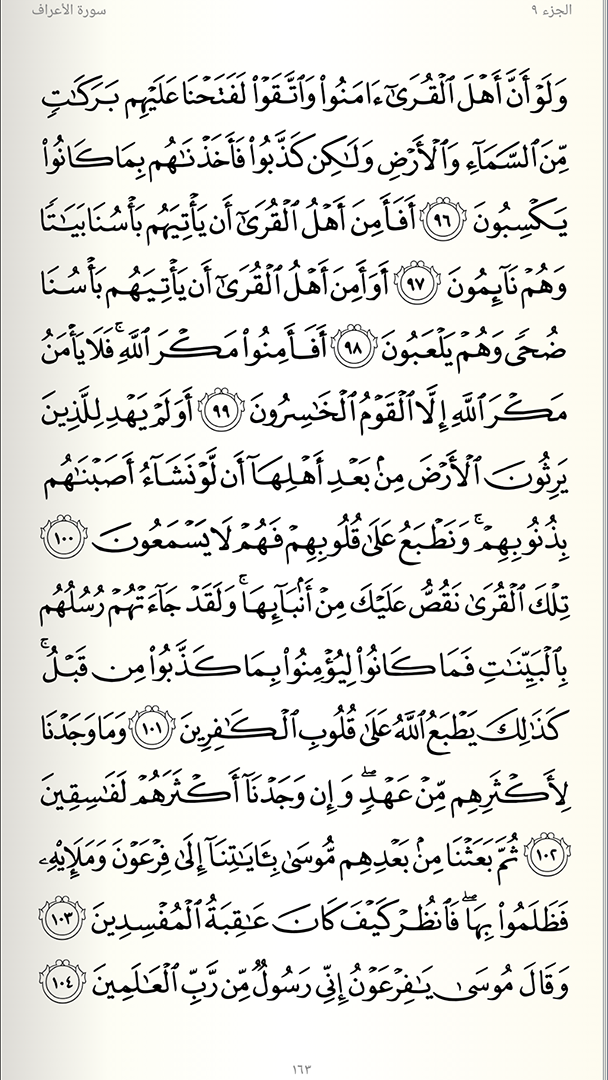 الجزء ٩
سورة الأعراف
وَلَوۡ أَنَّ أَهۡلَ ٱلۡقُرَىٰٓ ءَامَنُواْ وَٱتَّقَوۡاْ لَفَتَحۡنَا عَلَيۡهِم بَرَكَٰتٖ
مِّنَ ٱلسَّمَآءِ وَٱلۡأَرۡضِ وَلَٰكِن كَذَّبُواْ فَأَخَذۡنَٰهُم بِمَا كَانُواْ
يَكۡسِبُونَ ٩٦ أَفَأَمِنَ أَهۡلُ ٱلۡقُرَىٰٓ أَن يَأۡتِيَهُم بَأۡسُنَا بَيَٰتٗا
وَهُمۡ نَآئِمُونَ ٩٧ أَوَأَمِنَ أَهۡلُ ٱلۡقُرَىٰٓ أَن يَأۡتِيَهُم بَأۡسُنَا
ضُحٗى وَهُمۡ يَلۡعَبُونَ ٩٨ أَفَأَمِنُواْ مَكۡرَ ٱللَّهِۚ فَلَا يَأۡمَنُ
مَكۡرَ ٱللَّهِ إِلَّا ٱلۡقَوۡمُ ٱلۡخَٰسِرُونَ ٩٩ أَوَلَمۡ يَهۡدِ لِلَّذِينَ
يَرِثُونَ ٱلۡأَرۡضَ مِنۢ بَعۡدِ أَهۡلِهَآ أَن لَّوۡ نَشَآءُ أَصَبۡنَٰهُم
بِذُنُوبِهِمۡۚ وَنَطۡبَعُ عَلَىٰ قُلُوبِهِمۡ فَهُمۡ لَا يَسۡمَعُونَ ١٠٠
تِلۡكَ ٱلۡقُرَىٰ نَقُصُّ عَلَيۡكَ مِنۡ أَنۢبَآئِهَاۚ وَلَقَدۡ جَآءَتۡهُمۡ رُسُلُهُم
بِٱلۡبَيِّنَٰتِ فَمَا كَانُواْ لِيُؤۡمِنُواْ بِمَا كَذَّبُواْ مِن قَبۡلُۚ
كَذَٰلِكَ يَطۡبَعُ ٱللَّهُ عَلَىٰ قُلُوبِ ٱلۡكَٰفِرِينَ ١٠١ وَمَا وَجَدۡنَا
لِأَكۡثَرِهِم مِّنۡ عَهۡدٖۖ وَإِن وَجَدۡنَآ أَكۡثَرَهُمۡ لَفَٰسِقِينَ
١٠٢ ثُمَّ بَعَثۡنَا مِنۢ بَعۡدِهِم مُّوسَىٰ بِـَٔايَٰتِنَآ إِلَىٰ فِرۡعَوۡنَ وَمَلَإِيْهِۦ
فَظَلَمُواْ بِهَاۖ فَٱنظُرۡ كَيۡفَ كَانَ عَٰقِبَةُ ٱلۡمُفۡسِدِينَ ١٠٣
وَقَالَ مُوسَىٰ يَٰفِرۡعَوۡنُ إِنِّي رَسُولٞ مِّن رَّبِّ ٱلۡعَٰلَمِينَ ١٠٤
١٦٣